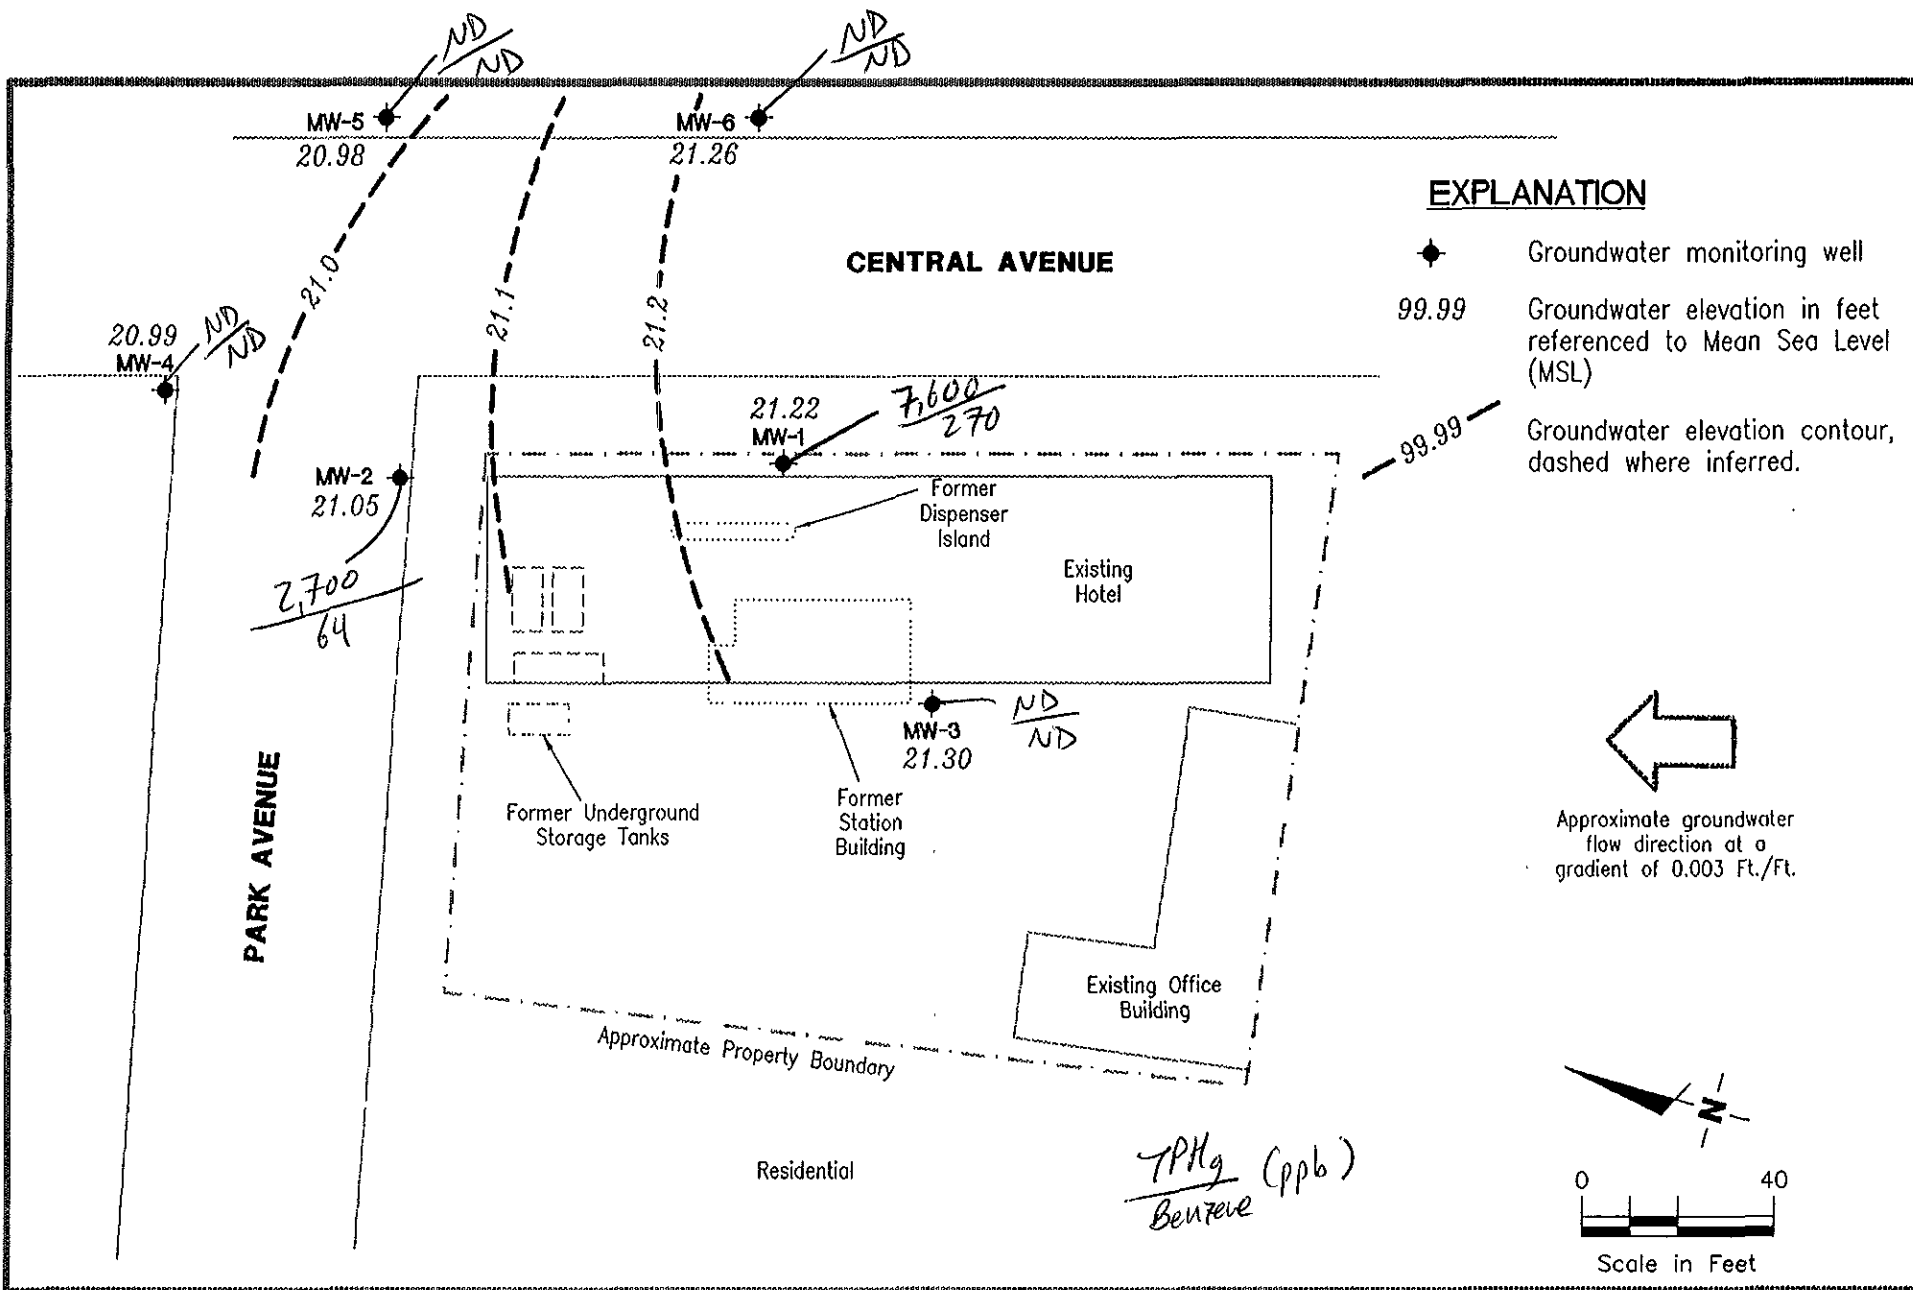 ND
ND
ND
ND
MW-5
20.98
MW-6
21.26
EXPLANATION
Groundwater monitoring well
99.99
Groundwater elevation in feet
referenced to Mean Sea Level
(MSL)
99.99
Groundwater elevation contour,
dashed where inferred.
CENTRAL AVENUE
21.0
21.1
21.2
20.99
MW-4
ND
ND
21.22
MW-1
7,600
270
MW-2
21.05
2,700
64
Former
Dispenser
Island
Existing
Hotel
MW-3
21.30
ND
ND
Former Underground
Storage Tanks
Former
Station
Building
PARK AVENUE
Approximate groundwater
flow direction at a
gradient of 0.003 Ft./Ft.
Existing Office
Building
Approximate Property Boundary
Residential
TPHg (ppb)
Benzene
N
0 40
Scale in Feet